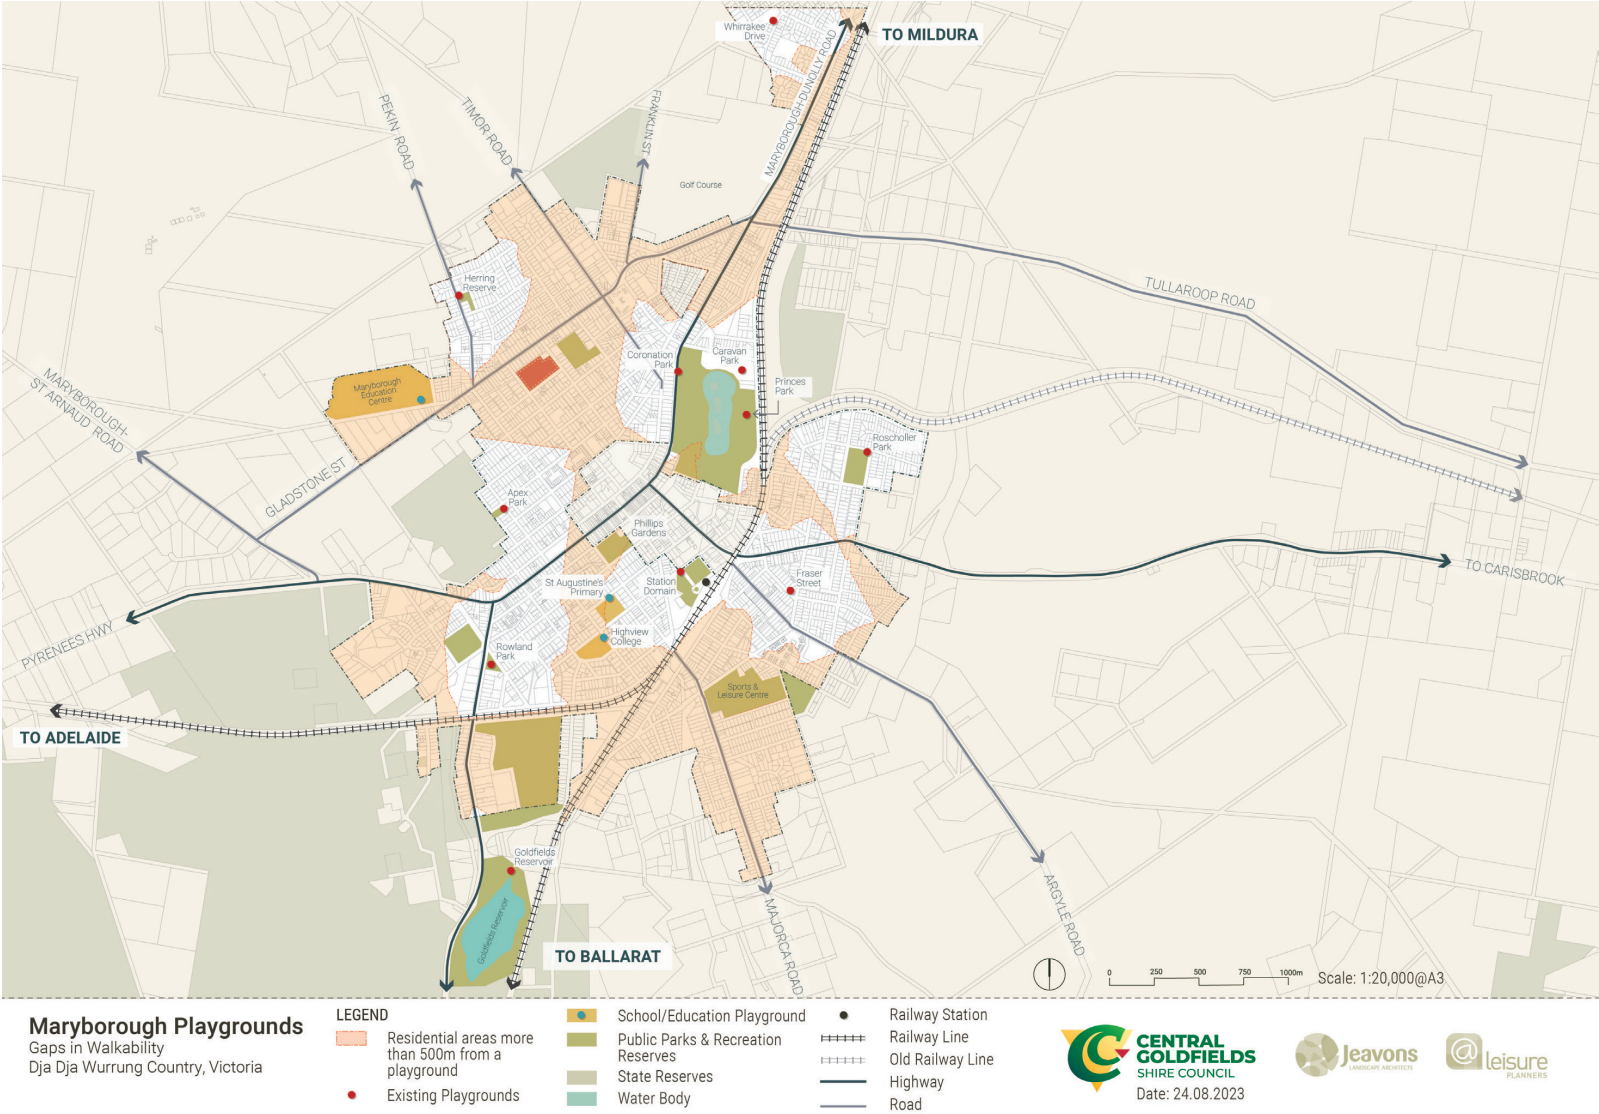 Whirrakee
Drive
TO MILDURA
MARYBOROUGH-DUNOLLY ROAD
PEKIN ROAD
TIMOR ROAD
FRANKLIN ST
Golf Course
Herring
Reserve
TULLAROOP ROAD
Coronation
Park
Caravan
Park
Princes
Park
Maryborough
Education
Centre
MARYBOROUGH-
ST ARNAUD ROAD
Roscholler
Park
GLADSTONE ST
Apex
Park
Phillips
Gardens
St Augustine's
Primary
Station
Domain
Fraser
Street
TO CARISBROOK
PYRENEES HWY
Highview
College
Rowland
Park
Sports &
Leisure Centre
TO ADELAIDE
Goldfields
Reservoir
Goldfields Reservoir
TO BALLARAT
MAJORCA ROAD
ARGYLE ROAD
0 250 500 750 1000m
Scale: 1:20,000@A3
Maryborough Playgrounds
Gaps in Walkability
Dja Dja Wurrung Country, Victoria
LEGEND
Residential areas more
than 500m from a
playground
Existing Playgrounds
School/Education Playground
Public Parks & Recreation
Reserves
State Reserves
Water Body
Railway Station
Railway Line
Old Railway Line
Highway
Road
CENTRAL
GOLDFIELDS
SHIRE COUNCIL
Date: 24.08.2023
Jeavons
LANDSCAPE ARCHITECTS
@leisure
PLANNERS